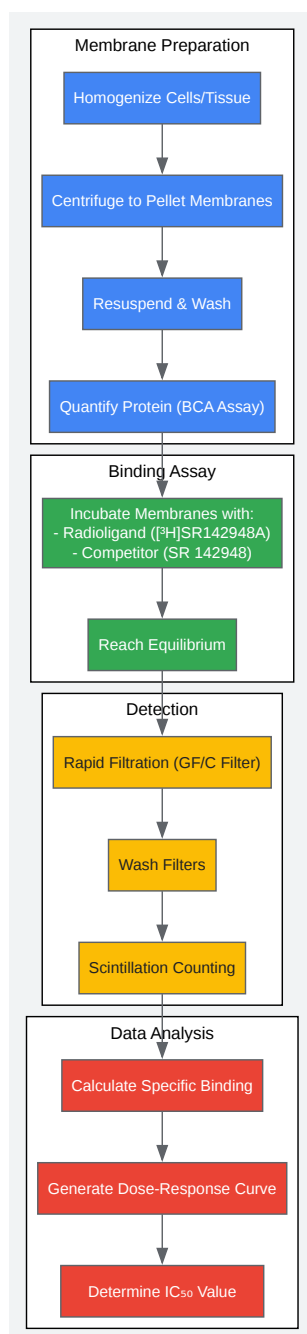 Membrane Preparation
Homogenize Cells/Tissue
Centrifuge to Pellet Membranes
Resuspend & Wash
Quantify Protein (BCA Assay)
Binding Assay
Incubate Membranes with:
- Radioligand ([³H]SR142948A)
- Competitor (SR 142948)
Reach Equilibrium
Detection
Rapid Filtration (GF/C Filter)
Wash Filters
Scintillation Counting
Data Analysis
Calculate Specific Binding
Generate Dose-Response Curve
Determine IC₅₀ Value